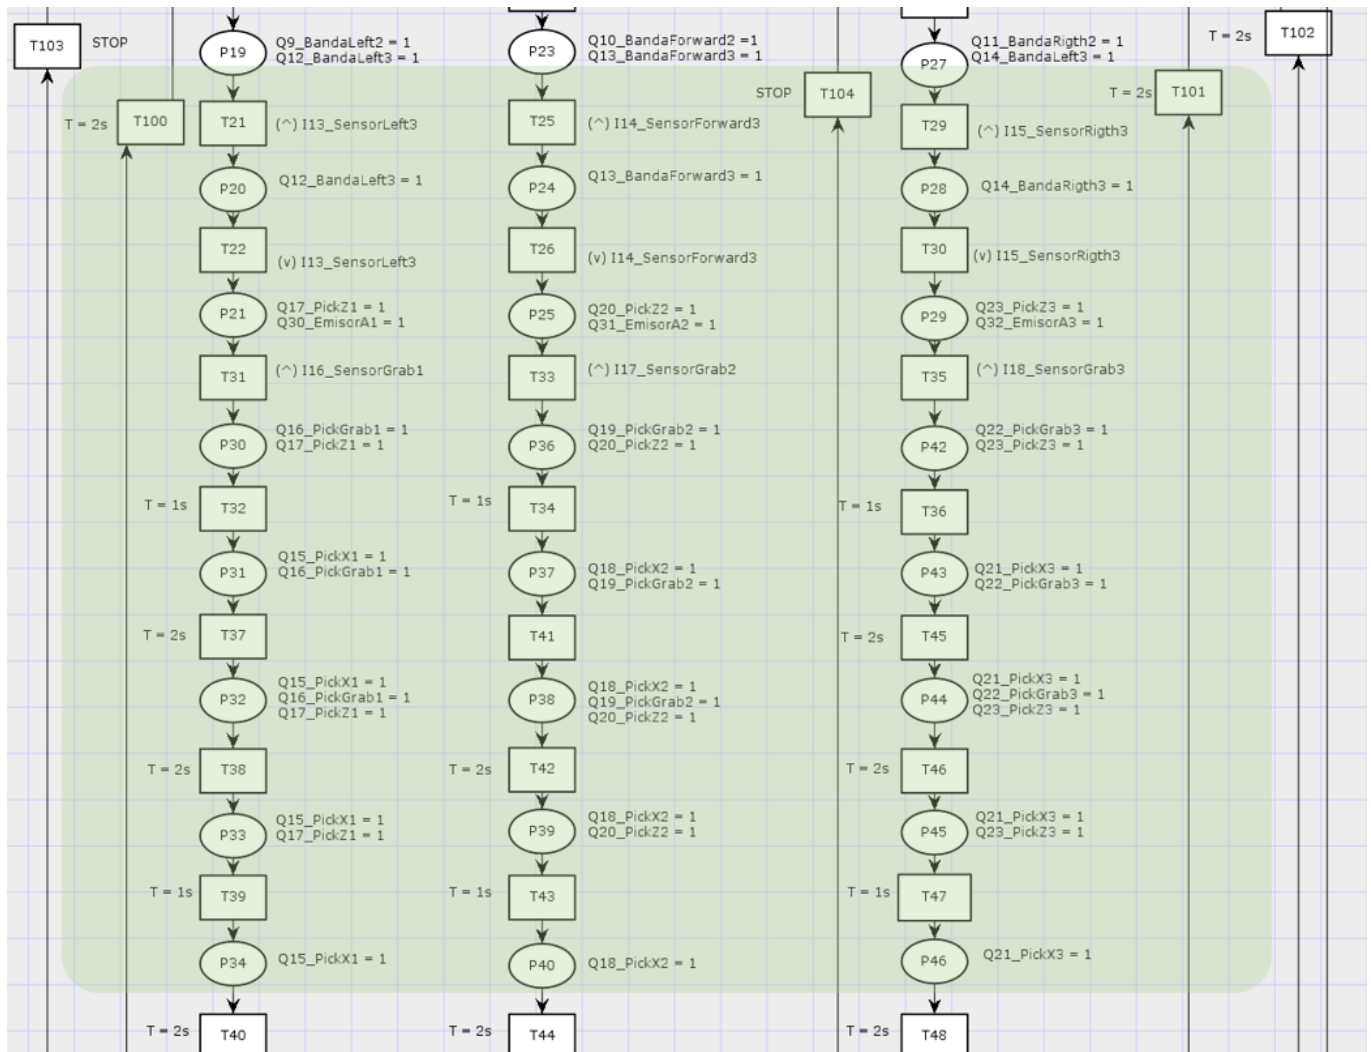 T103
STOP
P19
Q9_BandaLeft2 = 1
Q12_BandaLeft3 = 1
P23
Q10_BandaForward2 =1
Q13_BandaForward3 = 1
P27
Q11_BandaRigth2 = 1
Q14_BandaLeft3 = 1
T = 2s
T102
T = 2s
T100
T21
(^) I13_SensorLeft3
T25
(^) I14_SensorForward3
STOP
T104
T29
(^) I15_SensorRigth3
T = 2s
T101
P20
Q12_BandaLeft3 = 1
P24
Q13_BandaForward3 = 1
P28
Q14_BandaRigth3 = 1
T22
(v) I13_SensorLeft3
T26
(v) I14_SensorForward3
T30
(v) I15_SensorRigth3
P21
Q17_PickZ1 = 1
Q30_EmisorA1 = 1
P25
Q20_PickZ2 = 1
Q31_EmisorA2 = 1
P29
Q23_PickZ3 = 1
Q32_EmisorA3 = 1
T31
(^) I16_SensorGrab1
T33
(^) I17_SensorGrab2
T35
(^) I18_SensorGrab3
P30
Q16_PickGrab1 = 1
Q17_PickZ1 = 1
P36
Q19_PickGrab2 = 1
Q20_PickZ2 = 1
P42
Q22_PickGrab3 = 1
Q23_PickZ3 = 1
T = 1s
T32
T = 1s
T34
T = 1s
T36
P31
Q15_PickX1 = 1
Q16_PickGrab1 = 1
P37
Q18_PickX2 = 1
Q19_PickGrab2 = 1
P43
Q21_PickX3 = 1
Q22_PickGrab3 = 1
T = 2s
T37
T41
T = 2s
T45
P32
Q15_PickX1 = 1
Q16_PickGrab1 = 1
Q17_PickZ1 = 1
P38
Q18_PickX2 = 1
Q19_PickGrab2 = 1
Q20_PickZ2 = 1
P44
Q21_PickX3 = 1
Q22_PickGrab3 = 1
Q23_PickZ3 = 1
T = 2s
T38
T = 2s
T42
T = 2s
T46
P33
Q15_PickX1 = 1
Q17_PickZ1 = 1
P39
Q18_PickX2 = 1
Q20_PickZ2 = 1
P45
Q21_PickX3 = 1
Q23_PickZ3 = 1
T = 1s
T39
T = 1s
T43
T = 1s
T47
P34
Q15_PickX1 = 1
P40
Q18_PickX2 = 1
P46
Q21_PickX3 = 1
T = 2s
T40
T = 2s
T44
T = 2s
T48